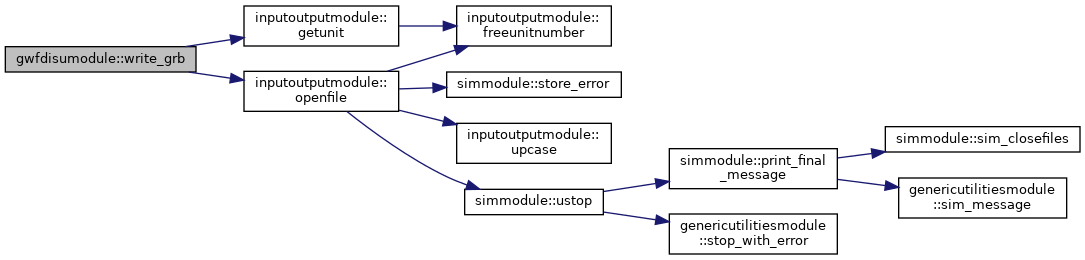 gwfdisumodule::write_grb
inputoutputmodule::
getunit
inputoutputmodule::
openfile
inputoutputmodule::
freeunitnumber
simmodule::store_error
inputoutputmodule::
upcase
simmodule::ustop
simmodule::print_final
_message
genericutilitiesmodule
::stop_with_error
simmodule::sim_closefiles
genericutilitiesmodule
::sim_message